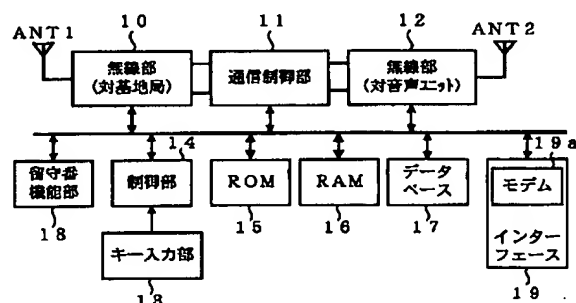 ANT1
10
11
12
ANT2
無線部
(対基地局)
通信制御部
無線部
(対音声ユニット)
留守番
機能部
18
14
制御部
ROM
15
RAM
16
データ
ベース
17
19a
モデム
インター
フェース
19
キー入力部
13